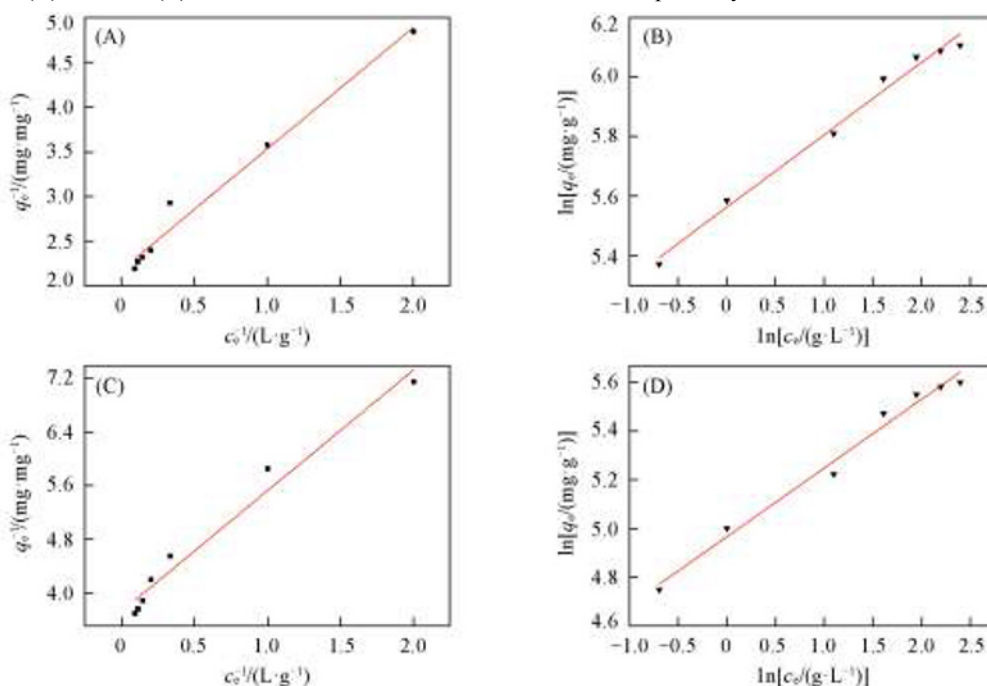 (A)
5.0
4.5
4.0
3.5
3.0
2.5
2.0
0 0.5 1.0 1.5 2.0
qₑ⁻¹/(mg·mg⁻¹)
cₑ⁻¹/(L·g⁻¹)
(B)
6.2
6.0
5.8
5.6
5.4
−1.0 −0.5 0 0.5 1.0 1.5 2.0 2.5
ln[qₑ/(mg·g⁻¹)]
ln[cₑ/(g·L⁻¹)]
(C)
7.2
6.4
5.6
4.8
4.0
0 0.5 1.0 1.5 2.0
qₑ⁻¹/(mg·mg⁻¹)
cₑ⁻¹/(L·g⁻¹)
(D)
5.6
5.4
5.2
5.0
4.8
4.6
−1.0 −0.5 0 0.5 1.0 1.5 2.0 2.5
ln[qₑ/(mg·g⁻¹)]
ln[cₑ/(g·L⁻¹)]